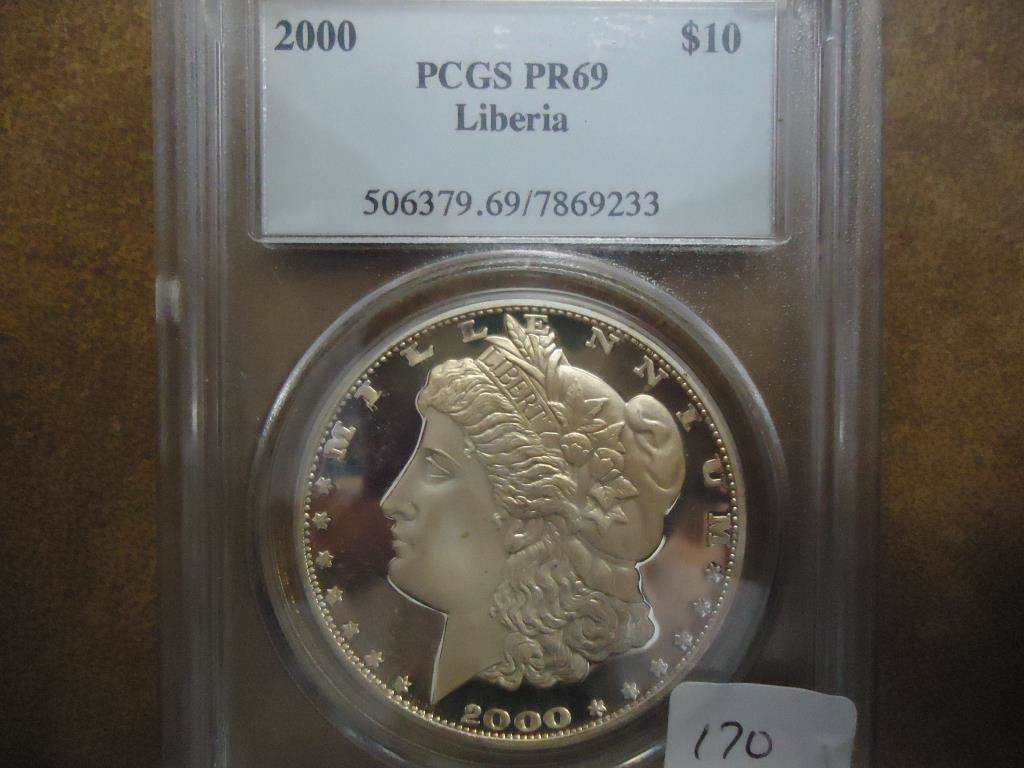 2000 $10
PCGS PR69
Liberia
506379.69/7869233
MILLENNIUM
LIBERTY
2000
170